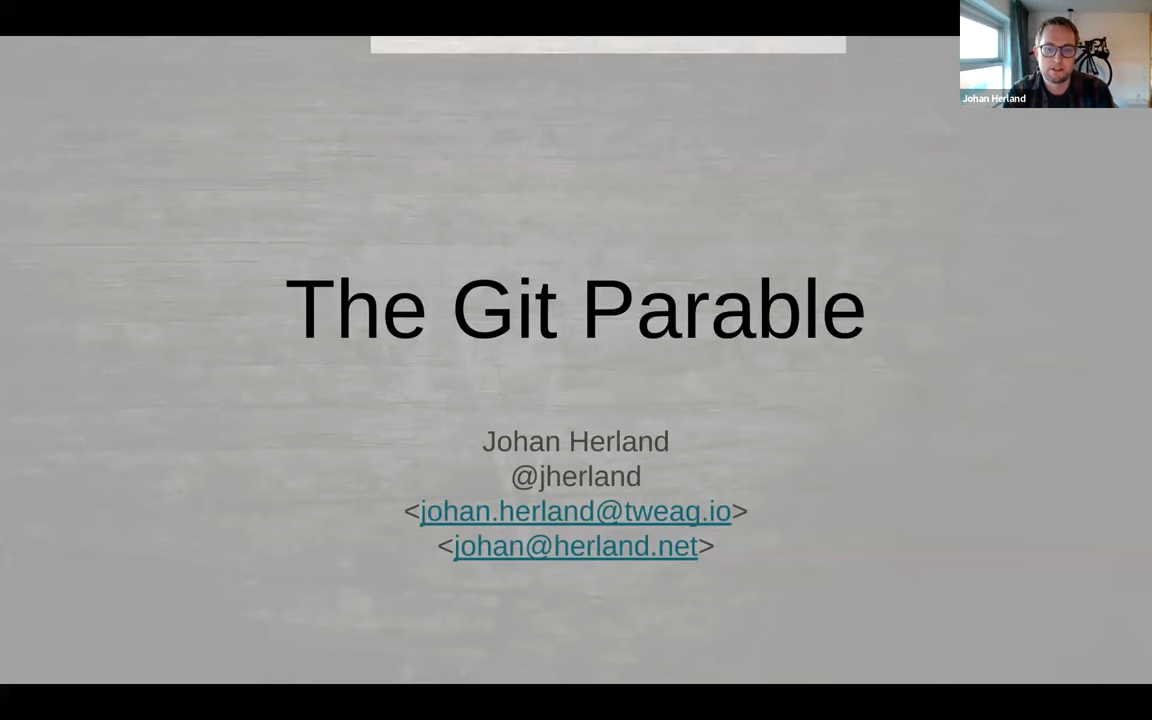 Johan Herland
The Git Parable
Johan Herland
@jherland
<johan.herland@tweag.io>
<johan@herland.net>